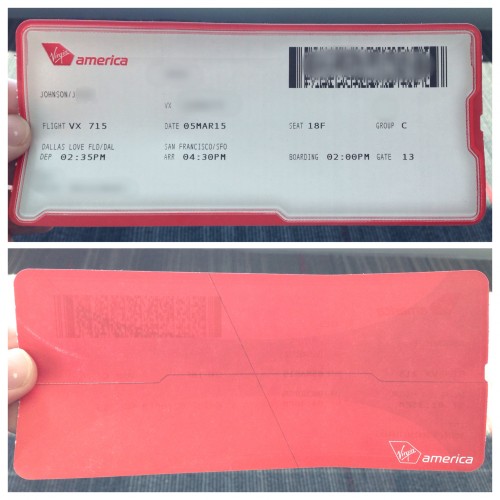 Virgin america
JOHNSON/J
VX
FLIGHT VX 715 DATE 05MAR15 SEAT 18F GROUP C
DALLAS LOVE FLD/DAL SAN FRANCISCO/SFO
DEP 02:35PM ARR 04:30PM BOARDING 02:00PM GATE 13
Virgin america